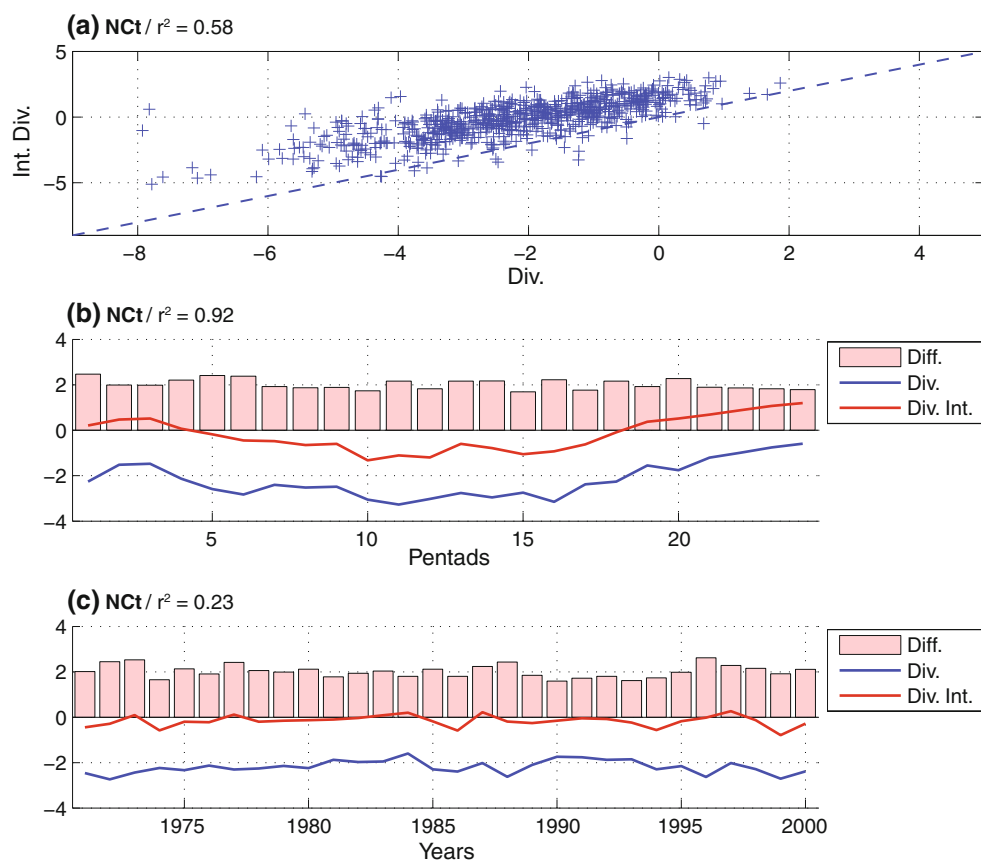 (a) NCt / r² = 0.58
5
0
−5
Int. Div.
−8 −6 −4 −2 0 2 4
Div.
(b) NCt / r² = 0.92
4
2
0
−2
−4
5 10 15 20
Pentads
Diff.
Div.
Div. Int.
(c) NCt / r² = 0.23
4
2
0
−2
−4
1975 1980 1985 1990 1995 2000
Years
Diff.
Div.
Div. Int.